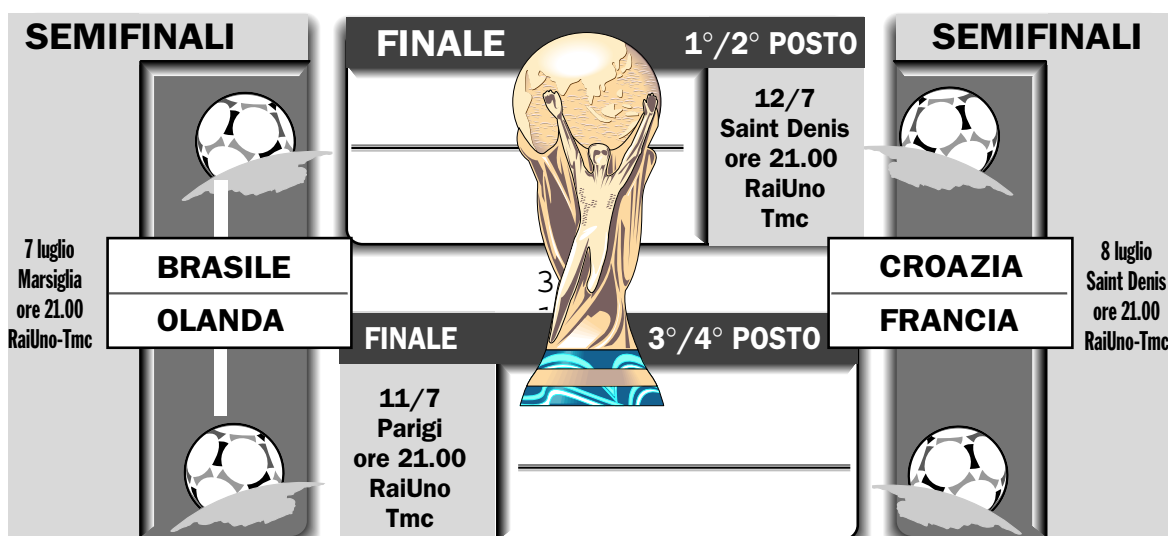 SEMIFINALI
7 luglio
Marsiglia
ore 21.00
RaiUno-Tmc
BRASILE
OLANDA
FINALE 1°/2° POSTO
12/7
Saint Denis
ore 21.00
RaiUno
Tmc
3
FINALE 3°/4° POSTO
11/7
Parigi
ore 21.00
RaiUno
Tmc
SEMIFINALI
CROAZIA
FRANCIA
8 luglio
Saint Denis
ore 21.00
RaiUno-Tmc